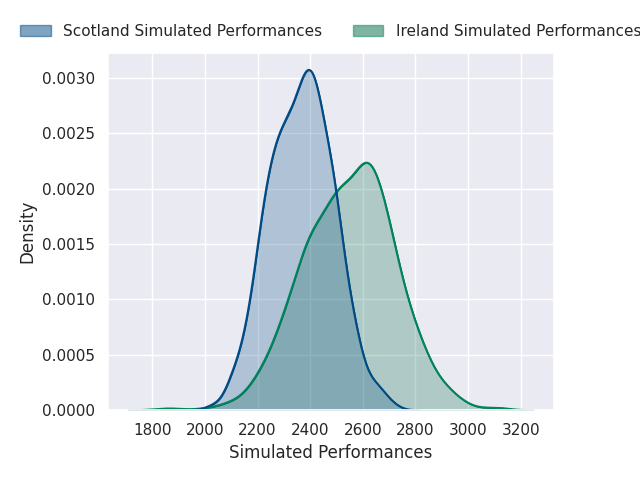 Scotland Simulated Performances Ireland Simulated Performances
0.0030
0.0025
0.0020
0.0015
0.0010
0.0005
0.0000
Density
1800 2000 2200 2400 2600 2800 3000 3200
Simulated Performances